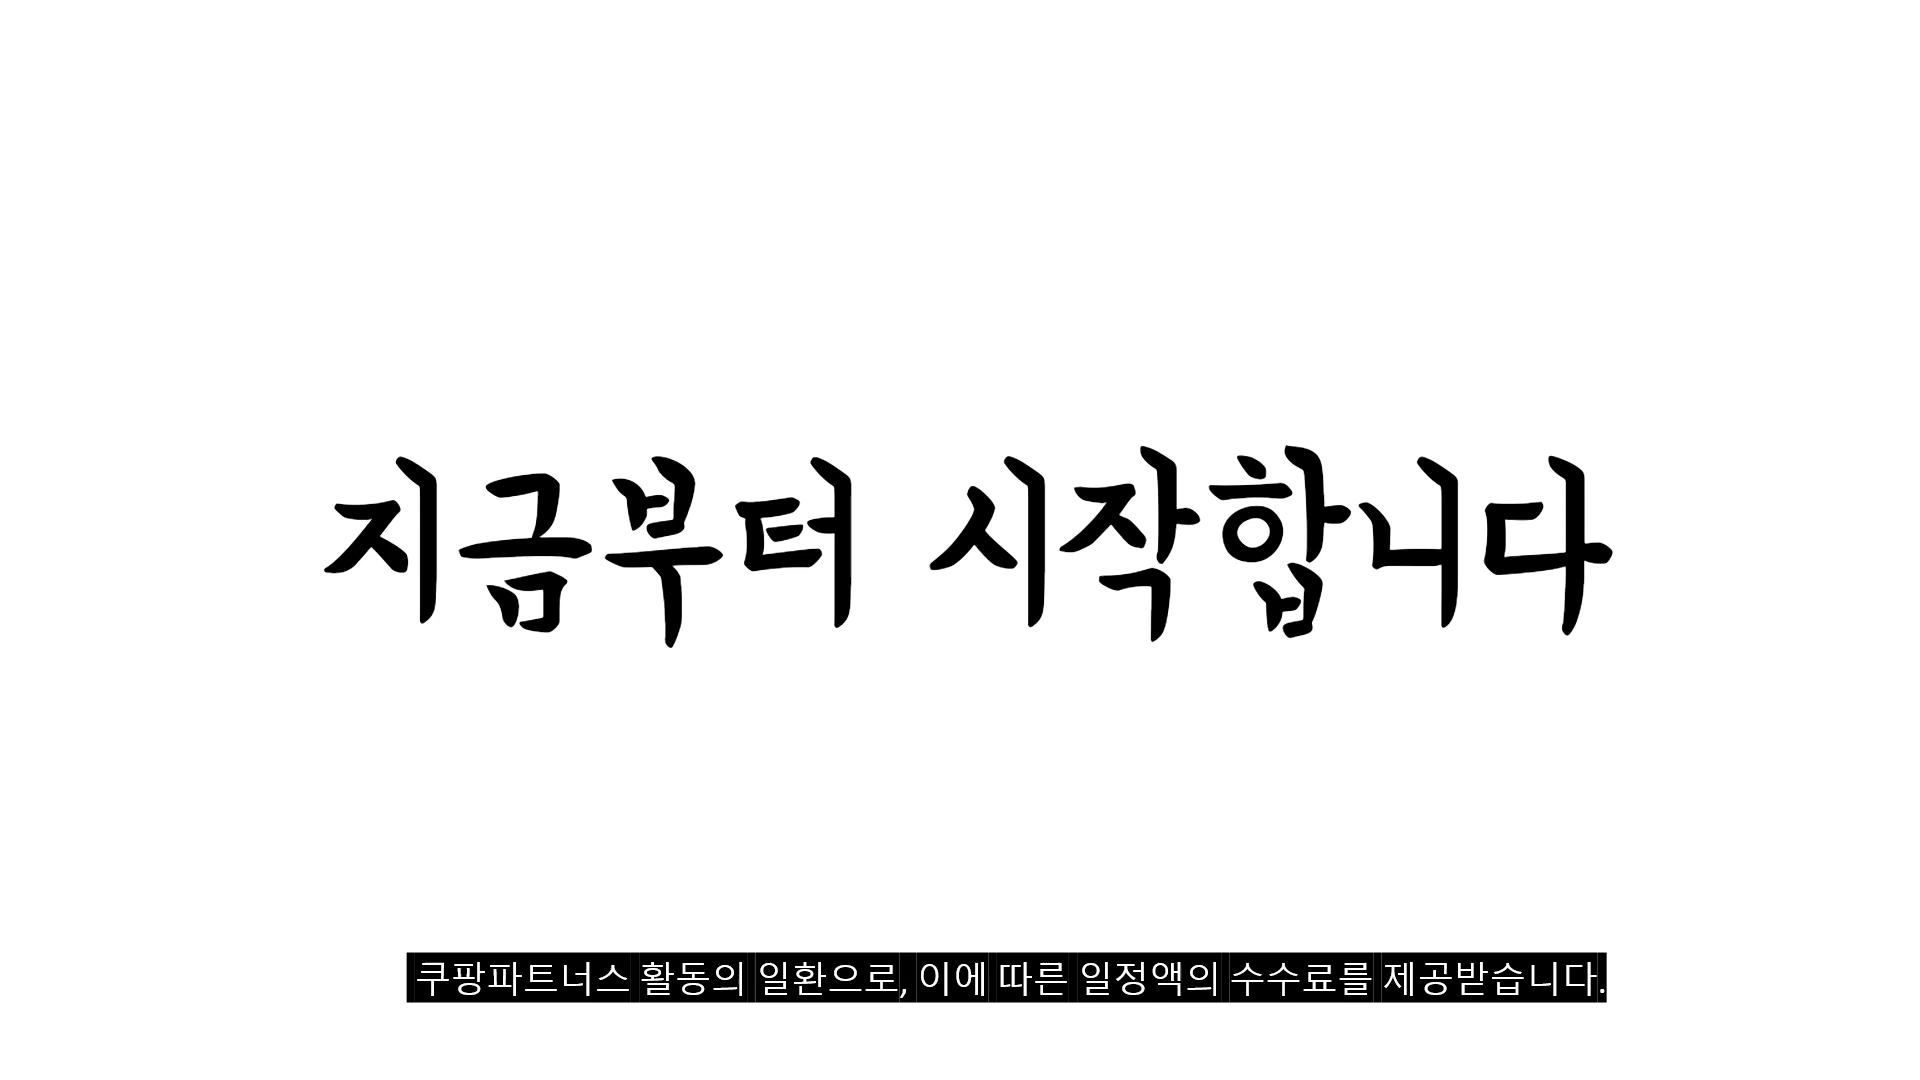 지금부터 시작합니다
쿠팡파트너스 활동의 일환으로, 이에 따른 일정액의 수수료를 제공받습니다.